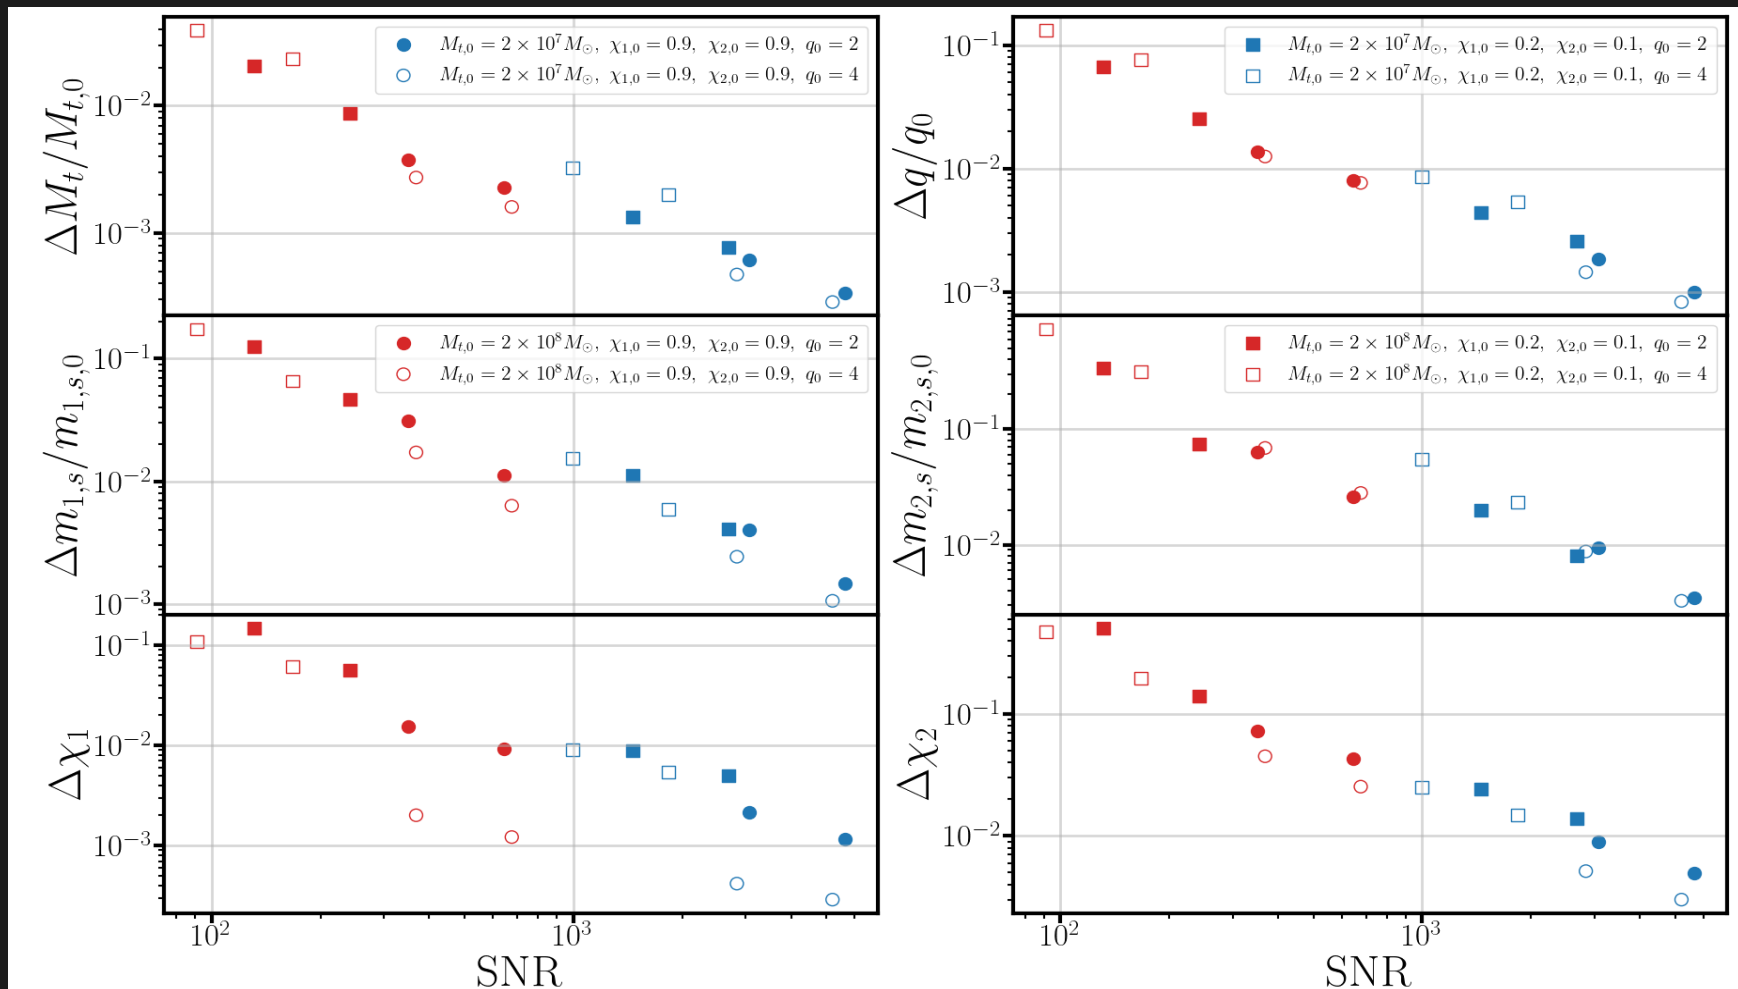 ΔM_t/M_{t,0}
10^{-2}
10^{-3}
M_{t,0} = 2 × 10^7 M_⊙, χ_{1,0} = 0.9, χ_{2,0} = 0.9, q_0 = 2
M_{t,0} = 2 × 10^7 M_⊙, χ_{1,0} = 0.9, χ_{2,0} = 0.9, q_0 = 4
Δq/q_0
10^{-1}
10^{-2}
10^{-3}
M_{t,0} = 2 × 10^7 M_⊙, χ_{1,0} = 0.2, χ_{2,0} = 0.1, q_0 = 2
M_{t,0} = 2 × 10^7 M_⊙, χ_{1,0} = 0.2, χ_{2,0} = 0.1, q_0 = 4
Δm_{1,s}/m_{1,s,0}
10^{-1}
10^{-2}
10^{-3}
M_{t,0} = 2 × 10^8 M_⊙, χ_{1,0} = 0.9, χ_{2,0} = 0.9, q_0 = 2
M_{t,0} = 2 × 10^8 M_⊙, χ_{1,0} = 0.9, χ_{2,0} = 0.9, q_0 = 4
Δm_{2,s}/m_{2,s,0}
10^{-1}
10^{-2}
M_{t,0} = 2 × 10^8 M_⊙, χ_{1,0} = 0.2, χ_{2,0} = 0.1, q_0 = 2
M_{t,0} = 2 × 10^8 M_⊙, χ_{1,0} = 0.2, χ_{2,0} = 0.1, q_0 = 4
Δχ_1
10^{-1}
10^{-2}
10^{-3}
10^2 10^3
SNR
Δχ_2
10^{-1}
10^{-2}
10^2 10^3
SNR